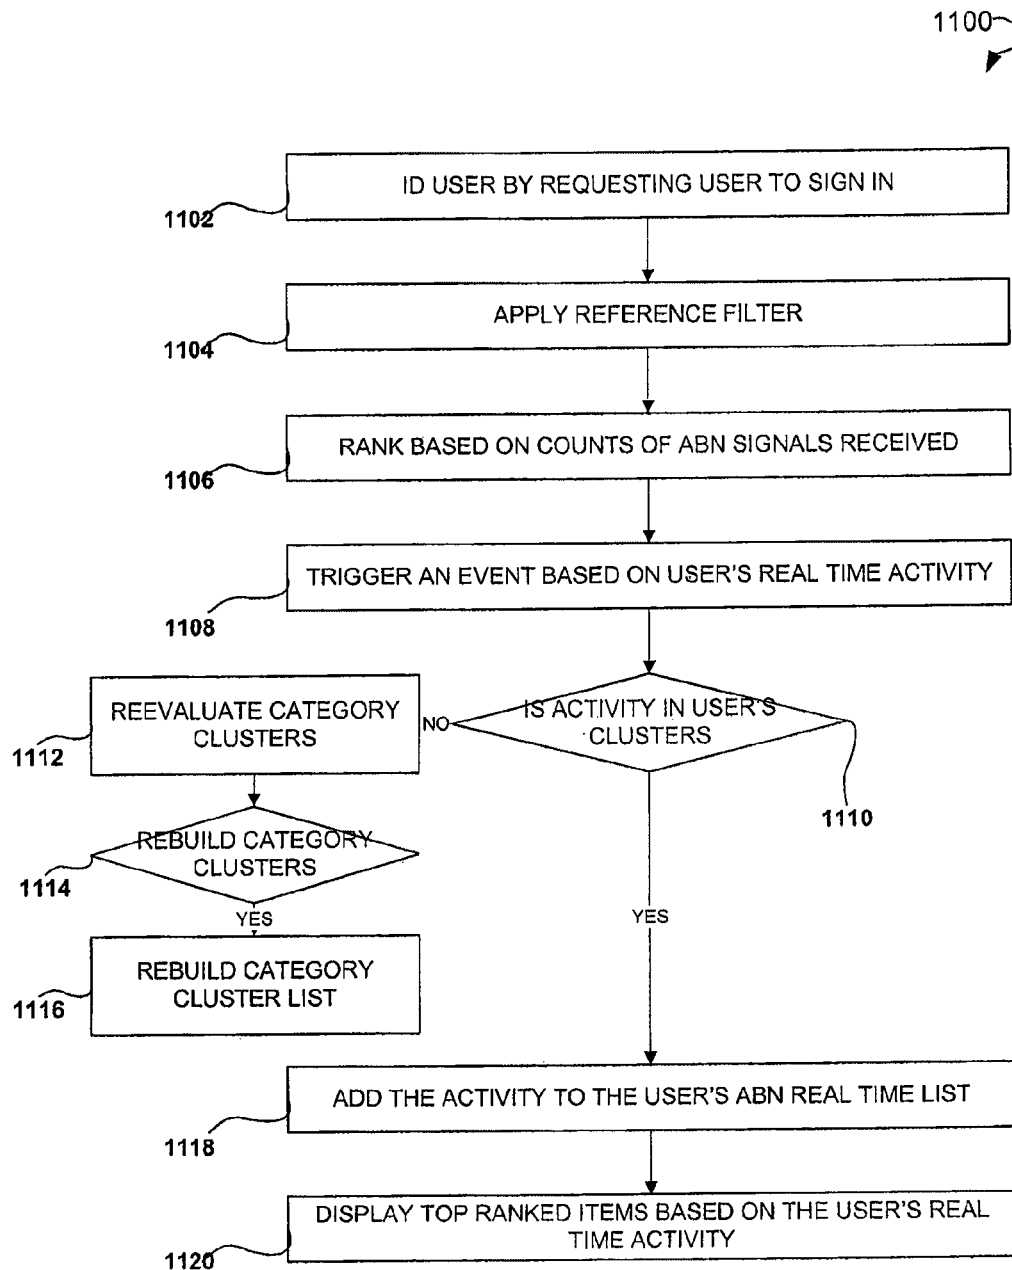 1100
ID USER BY REQUESTING USER TO SIGN IN
1102
APPLY REFERENCE FILTER
1104
RANK BASED ON COUNTS OF ABN SIGNALS RECEIVED
1106
TRIGGER AN EVENT BASED ON USER'S REAL TIME ACTIVITY
1108
IS ACTIVITY IN USER'S
CLUSTERS
1110
NO
REEVALUATE CATEGORY
CLUSTERS
1112
REBUILD CATEGORY
CLUSTERS
1114
YES
YES
REBUILD CATEGORY
CLUSTER LIST
1116
ADD THE ACTIVITY TO THE USER'S ABN REAL TIME LIST
1118
DISPLAY TOP RANKED ITEMS BASED ON THE USER'S REAL
TIME ACTIVITY
1120